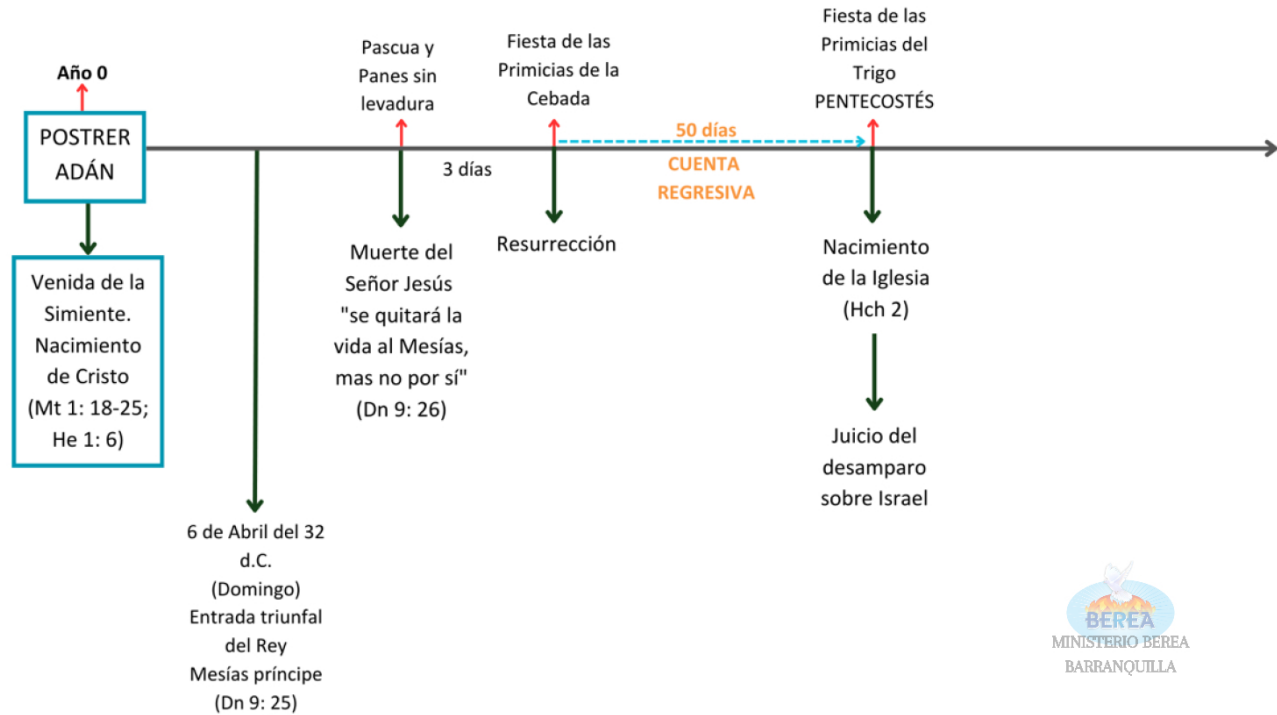 Año 0
POSTRER
ADÁN
Venida de la
Simiente.
Nacimiento
de Cristo
(Mt 1: 18-25;
He 1: 6)
6 de Abril del 32
d.C.
(Domingo)
Entrada triunfal
del Rey
Mesías príncipe
(Dn 9: 25)
Pascua y
Panes sin
levadura
3 días
Muerte del
Señor Jesús
"se quitará la
vida al Mesías,
mas no por sí"
(Dn 9: 26)
Fiesta de las
Primicias de la
Cebada
Resurrección
50 días
CUENTA
REGRESIVA
Fiesta de las
Primicias del
Trigo
PENTECOSTÉS
Nacimiento
de la Iglesia
(Hch 2)
Juicio del
desamparo
sobre Israel
BEREA
MINISTERIO BEREA
BARRANQUILLA